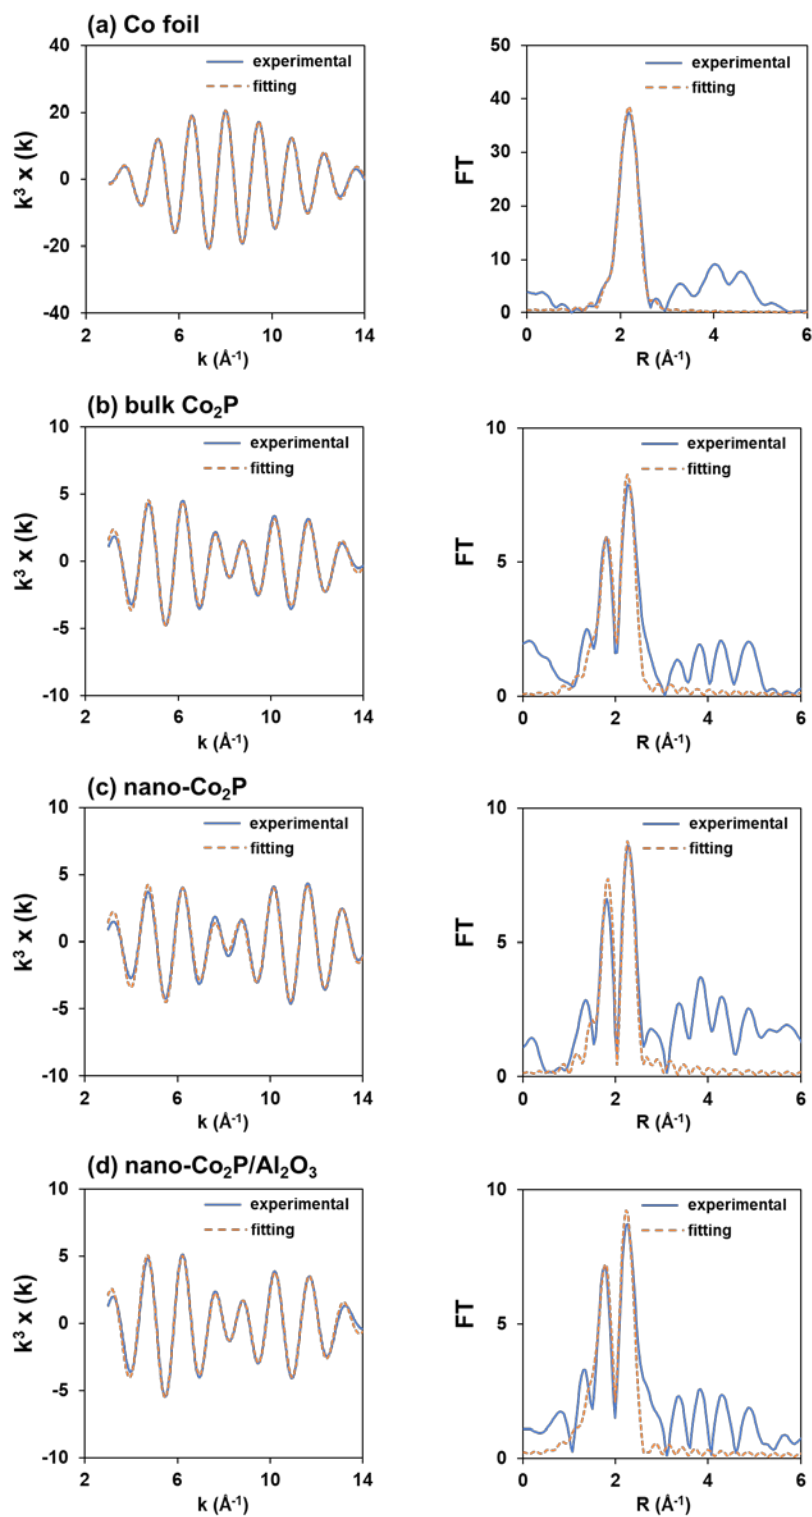 (a) Co foil
40
20
0
-20
-40
2 6 10 14
k³ x (k)
k (Å⁻¹)
experimental
fitting
50
40
30
20
10
0
0 2 4 6
FT
R (Å⁻¹)
experimental
fitting
(b) bulk Co₂P
10
5
0
-5
-10
2 6 10 14
k³ x (k)
k (Å⁻¹)
experimental
fitting
10
5
0
0 2 4 6
FT
R (Å⁻¹)
experimental
fitting
(c) nano-Co₂P
10
5
0
-5
-10
2 6 10 14
k³ x (k)
k (Å⁻¹)
experimental
fitting
10
5
0
0 2 4 6
FT
R (Å⁻¹)
experimental
fitting
(d) nano-Co₂P/Al₂O₃
10
5
0
-5
-10
2 6 10 14
k³ x (k)
k (Å⁻¹)
experimental
fitting
10
5
0
0 2 4 6
FT
R (Å⁻¹)
experimental
fitting